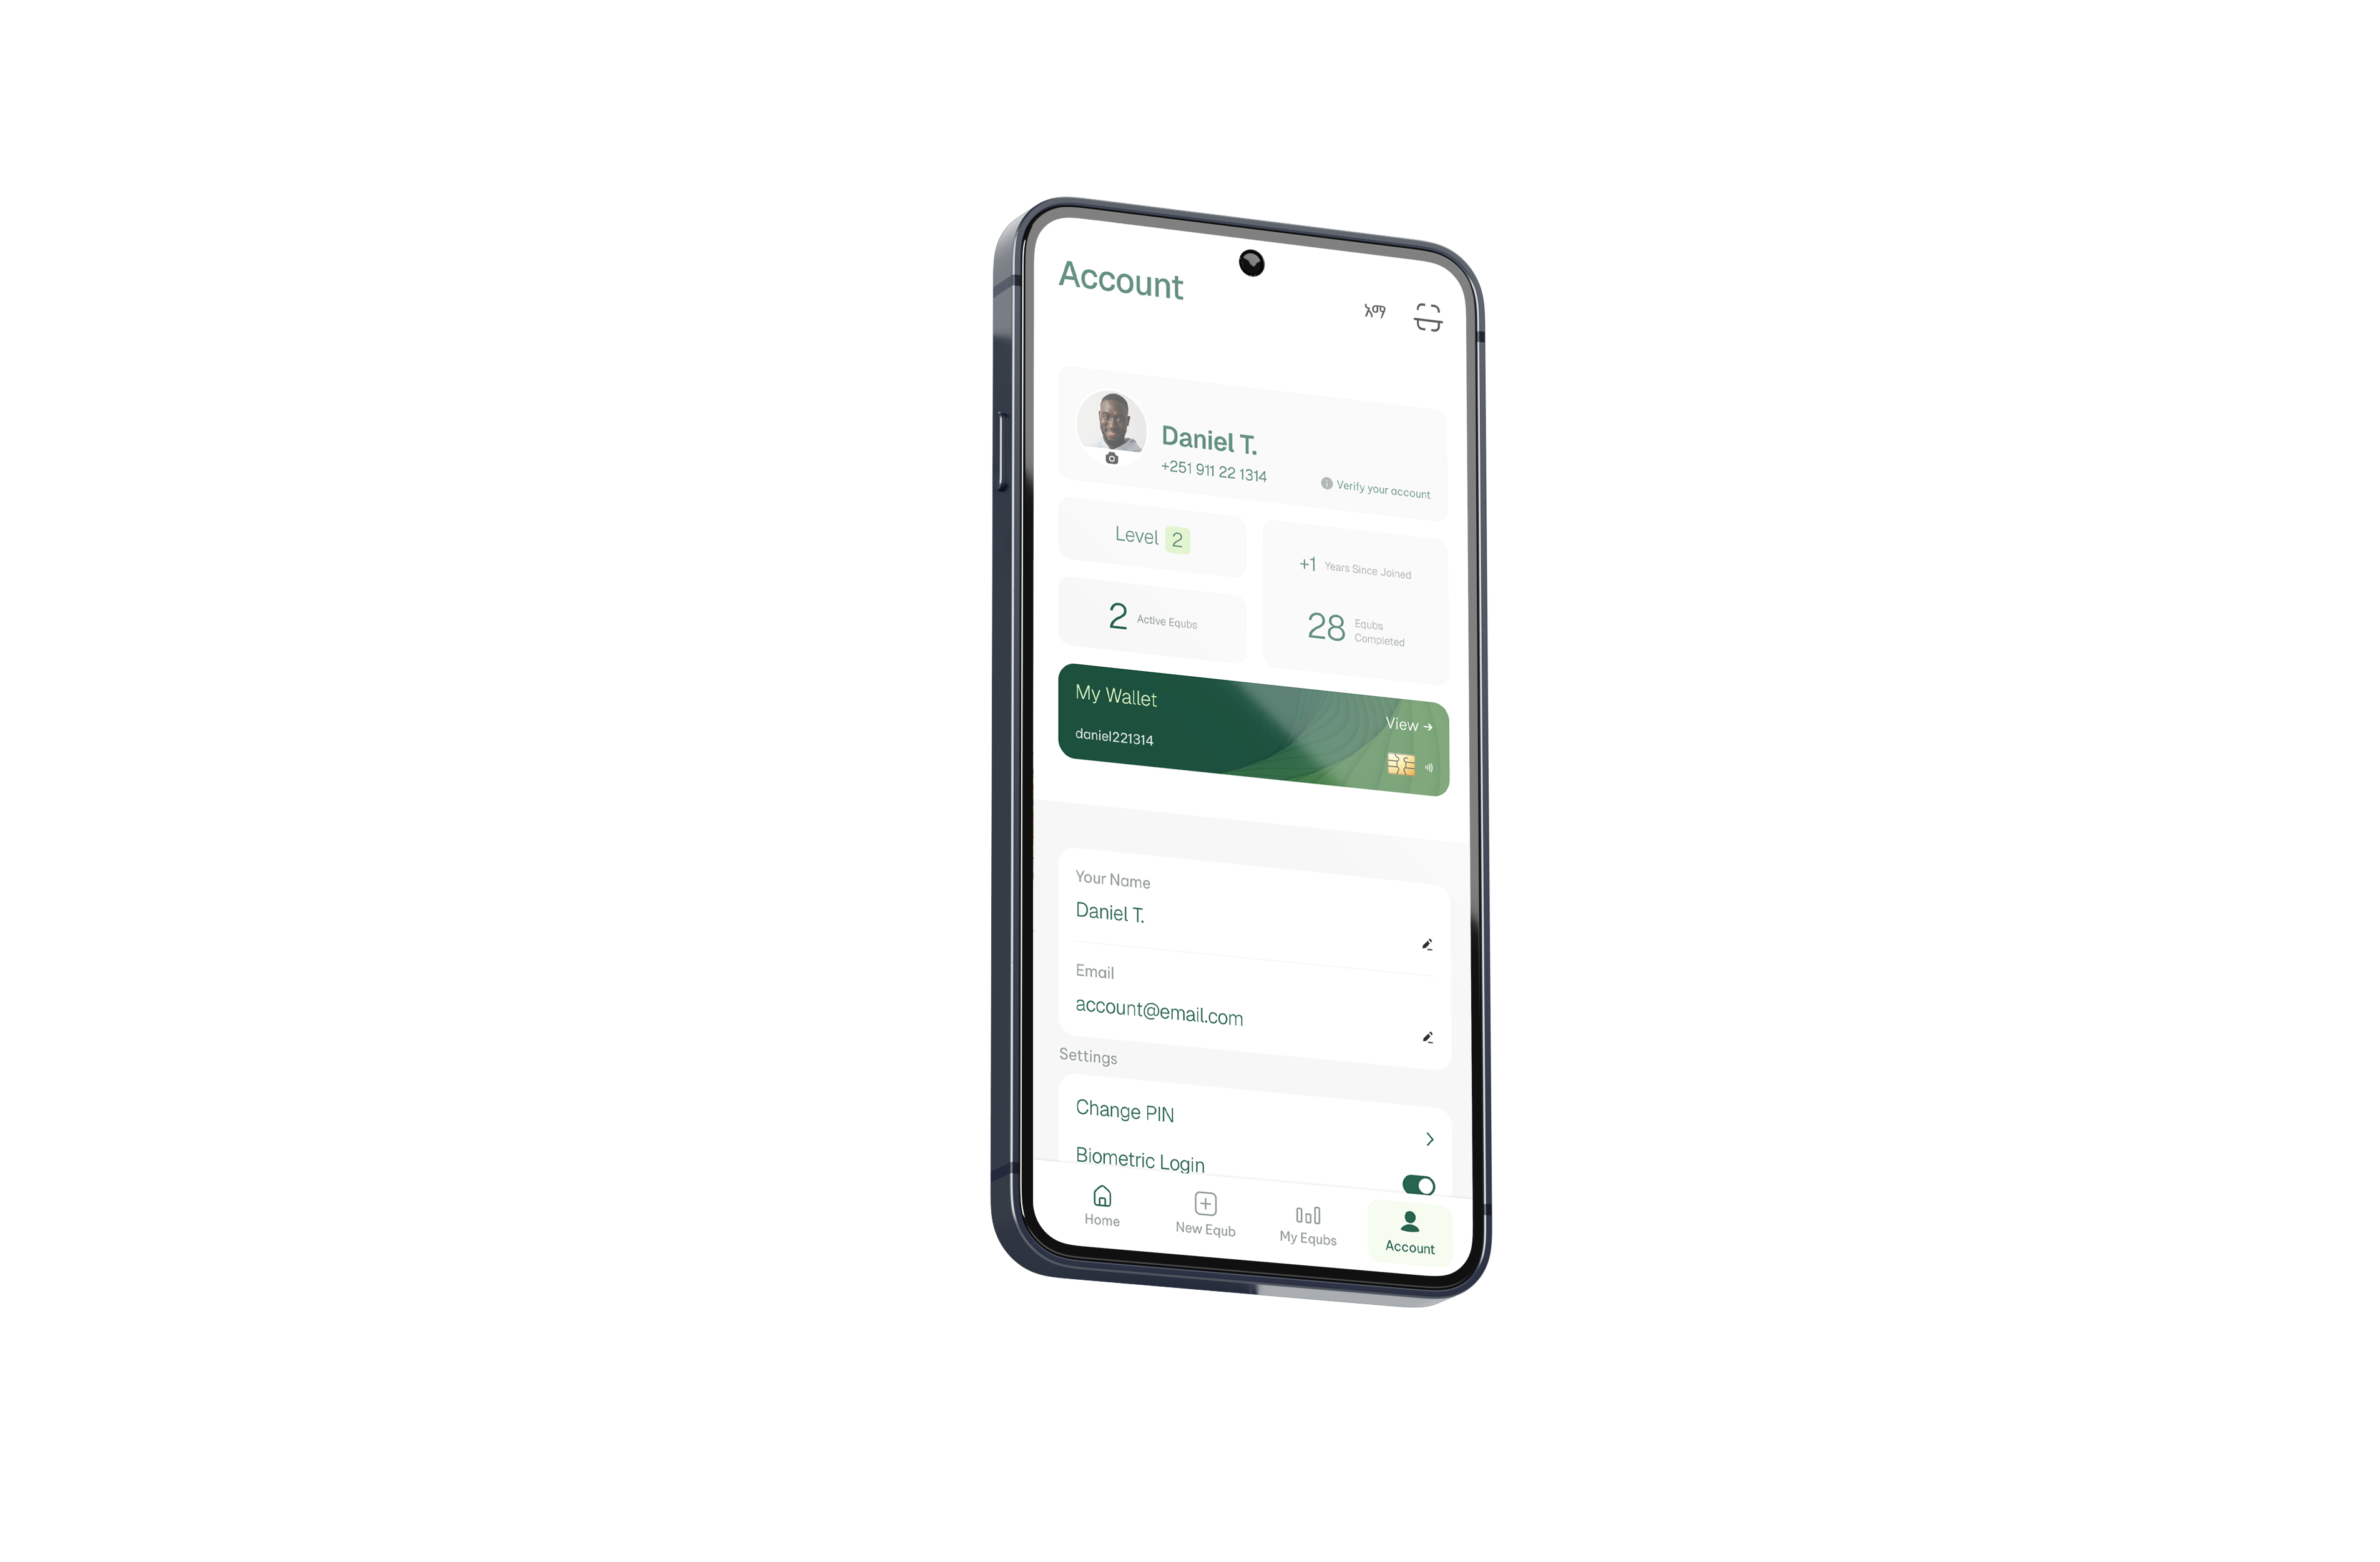 Account
አማ
Daniel T.
+251 911 22 1314
Verify your account
Level 2
+1 Years Since Joined
2 Active Equbs
28 Equbs
Completed
My Wallet
View →
daniel221314
Your Name
Daniel T.
Email
account@email.com
Settings
Change PIN
Biometric Login
Home
New Equb
My Equbs
Account